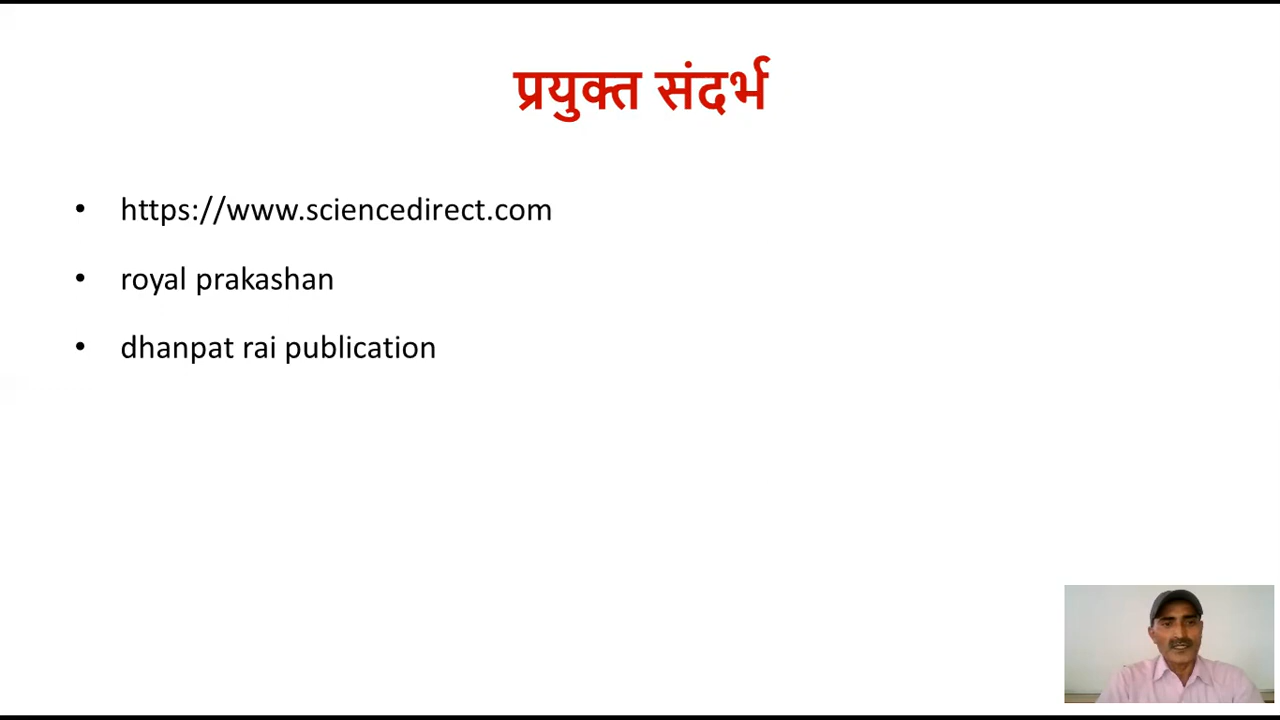 प्रयुक्त संदर्भ
• https://www.sciencedirect.com
• royal prakashan
• dhanpat rai publication